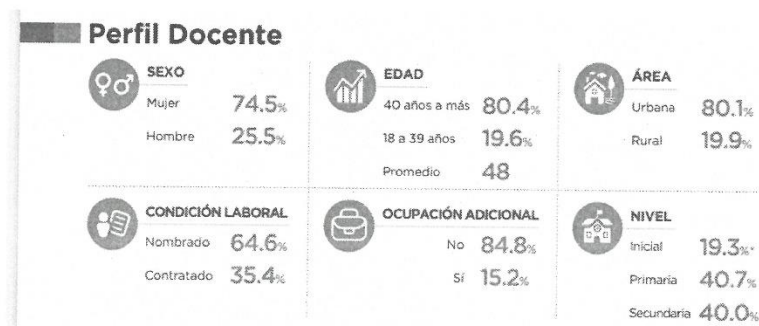 Perfil Docente
SEXO
Mujer 74.5%
Hombre 25.5%
EDAD
40 años a más 80.4%
18 a 39 años 19.6%
Promedio 48
ÁREA
Urbana 80.1%
Rural 19.9%
CONDICIÓN LABORAL
Nombrado 64.6%
Contratado 35.4%
OCUPACIÓN ADICIONAL
No 84.8%
Sí 15.2%
NIVEL
Inicial 19.3%*
Primaria 40.7%
Secundaria 40.0%